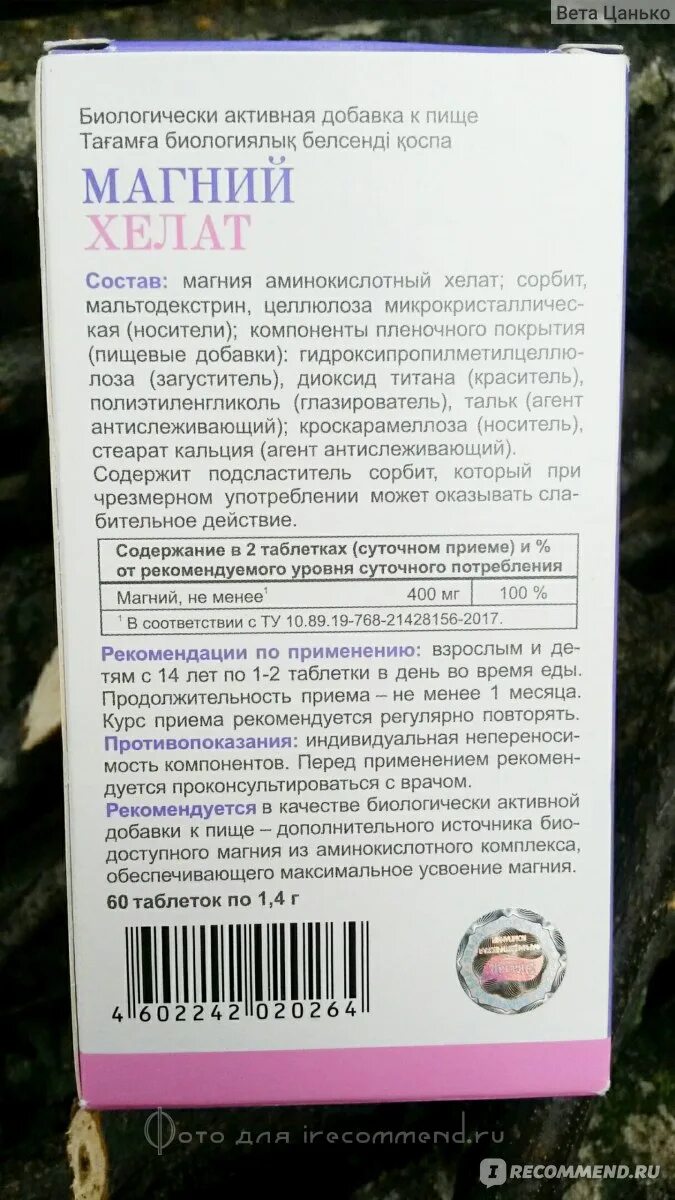 Вета Цанько
Биологически активная добавка к пище
Тағамға биологиялық белсенді қоспа
МАГНИЙ
ХЕЛАТ
Состав: магния аминокислотный хелат; сорбит,
мальтодекстрин, целлюлоза микрокристалличес-
кая (носители); компоненты пленочного покрытия
(пищевые добавки): гидроксипропилметилцеллю-
лоза (загуститель), диоксид титана (краситель),
полиэтиленгликоль (глазирователь), тальк (агент
антислеживающий); кроскарамеллоза (носитель),
стеарат кальция (агент антислеживающий).
Содержит подсластитель сорбит, который при
чрезмерном употреблении может оказывать сла-
бительное действие.
Содержание в 2 таблетках (суточном приеме) и %
от рекомендуемого уровня суточного потребления
Магний, не менее¹ 400 мг 100 %
¹ В соответствии с ТУ 10.89.19-768-21428156-2017.
Рекомендации по применению: взрослым и де-
тям с 14 лет по 1-2 таблетки в день во время еды.
Продолжительность приема – не менее 1 месяца.
Курс приема рекомендуется регулярно повторять.
Противопоказания: индивидуальная непереноси-
мость компонентов. Перед применением рекомен-
дуется проконсультироваться с врачом.
Рекомендуется в качестве биологически активной
добавки к пище – дополнительного источника био-
доступного магния из аминокислотного комплекса,
обеспечивающего максимальное усвоение магния.
60 таблеток по 1,4 г
4 602242 020264
Фото для irecommend.ru
IRECOMMEND.RU